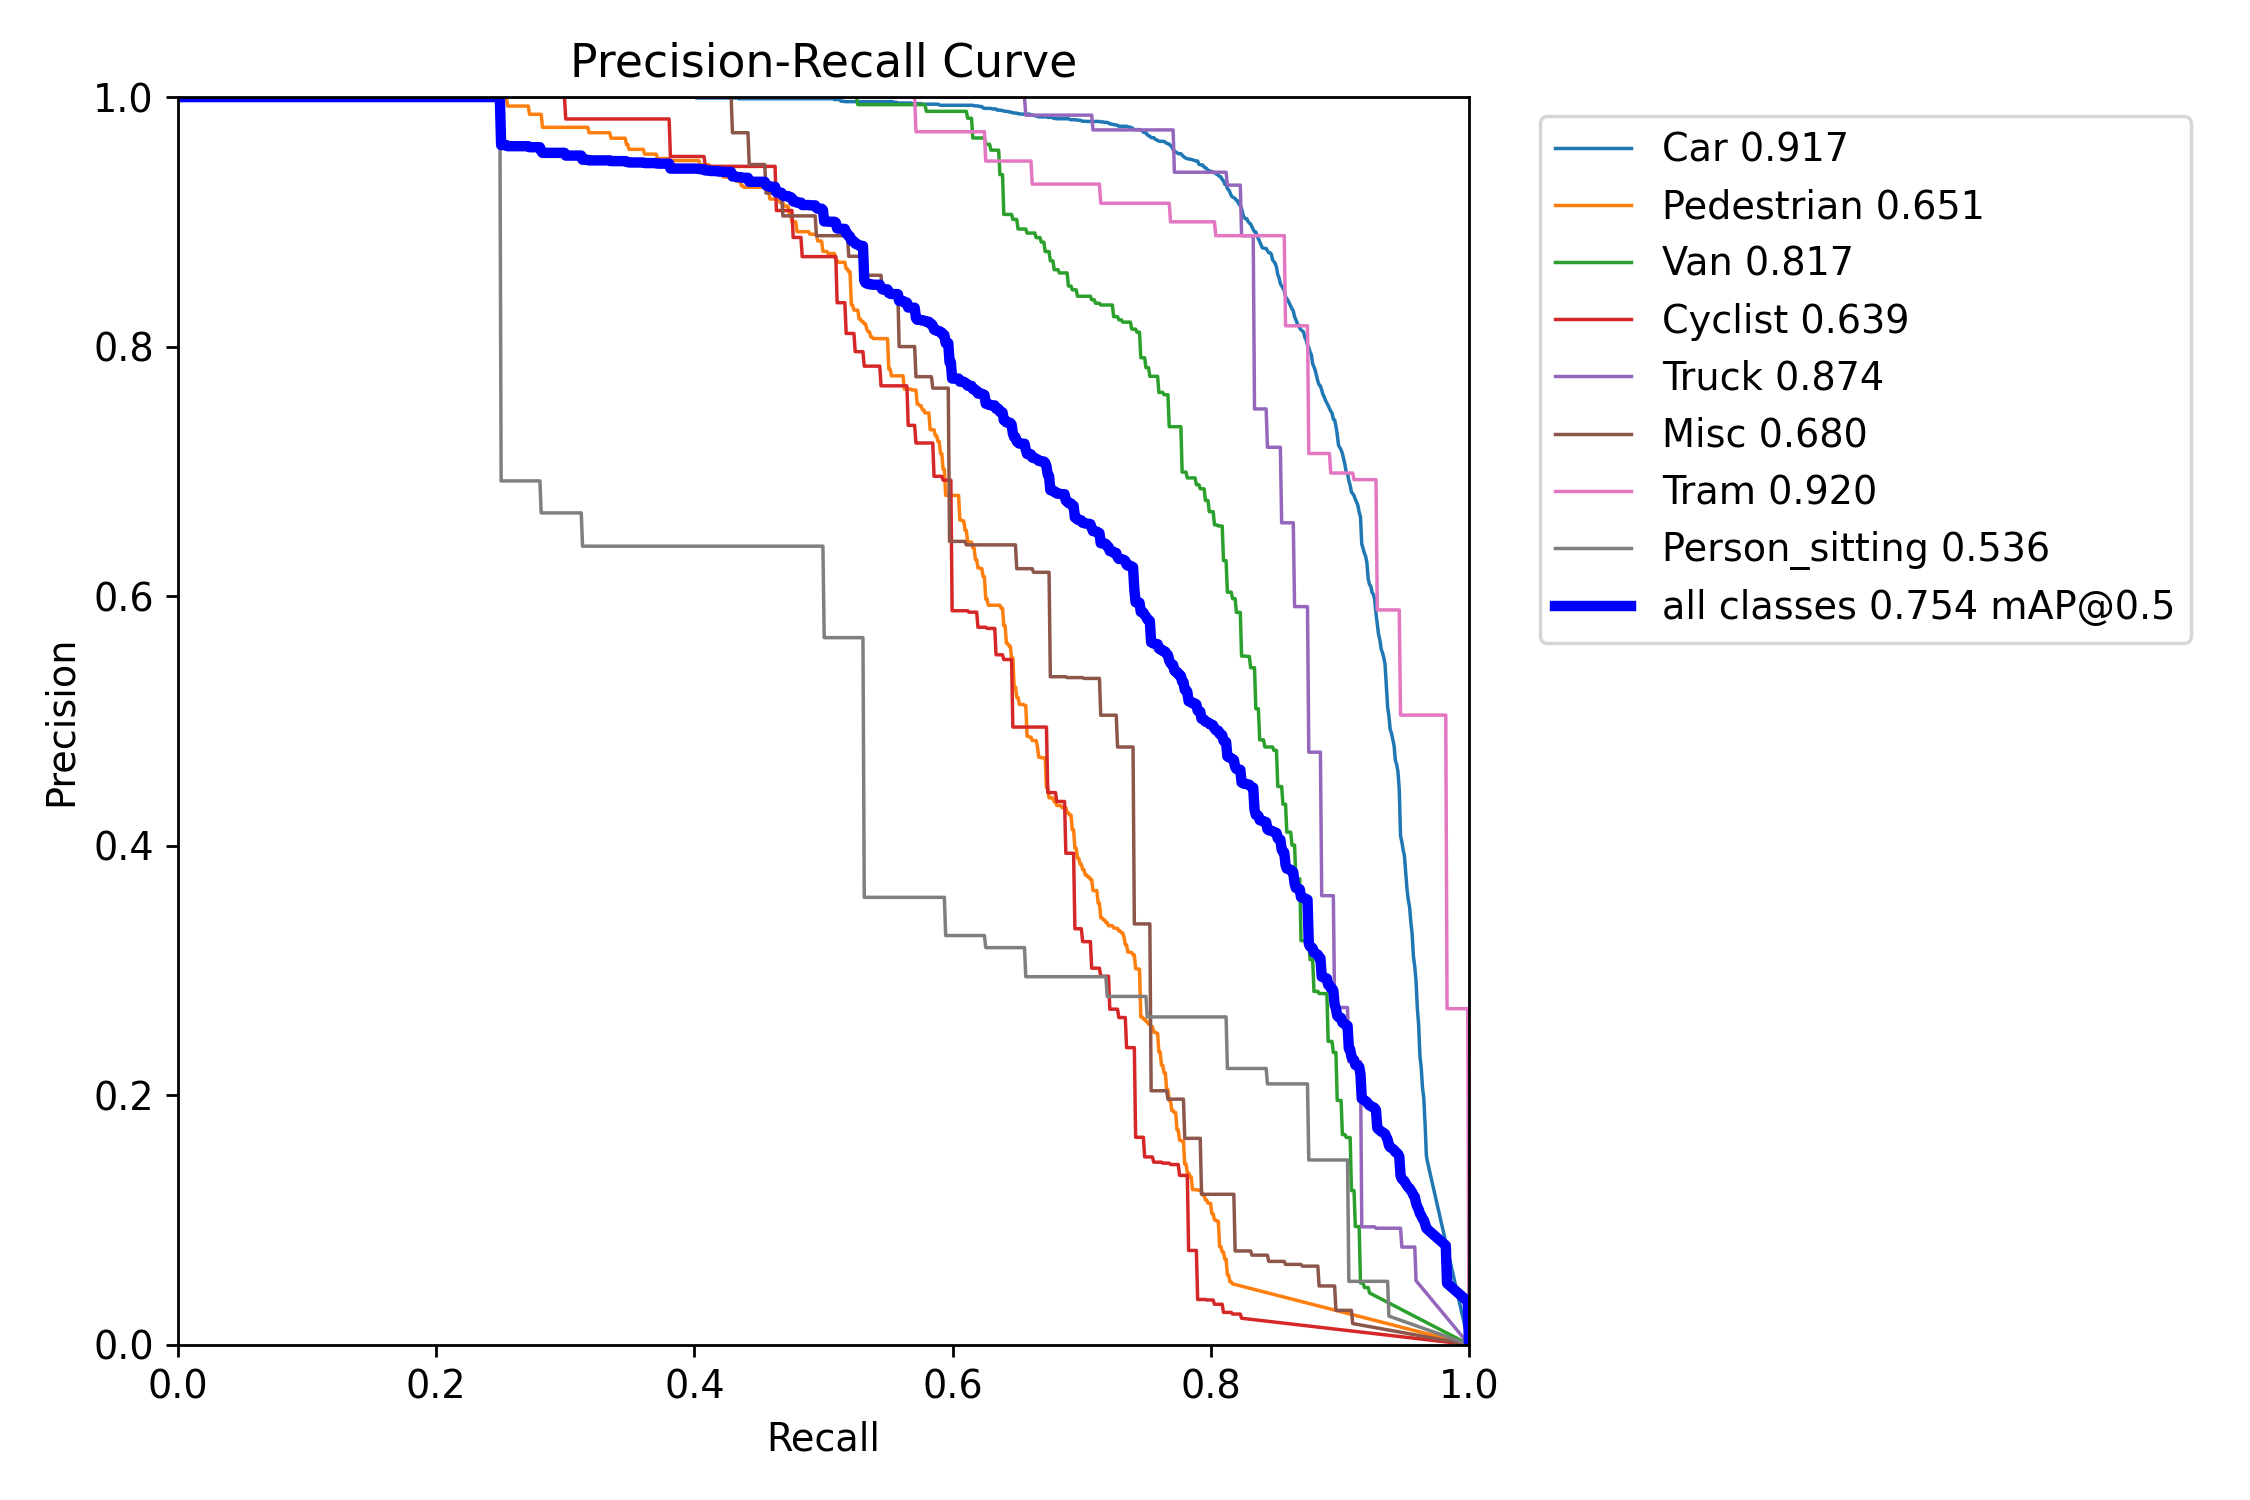 Precision-Recall Curve
1.0
0.8
0.6
0.4
0.2
0.0
Precision
0.0 0.2 0.4 0.6 0.8 1.0
Recall
Car 0.917
Pedestrian 0.651
Van 0.817
Cyclist 0.639
Truck 0.874
Misc 0.680
Tram 0.920
Person_sitting 0.536
all classes 0.754 mAP@0.5